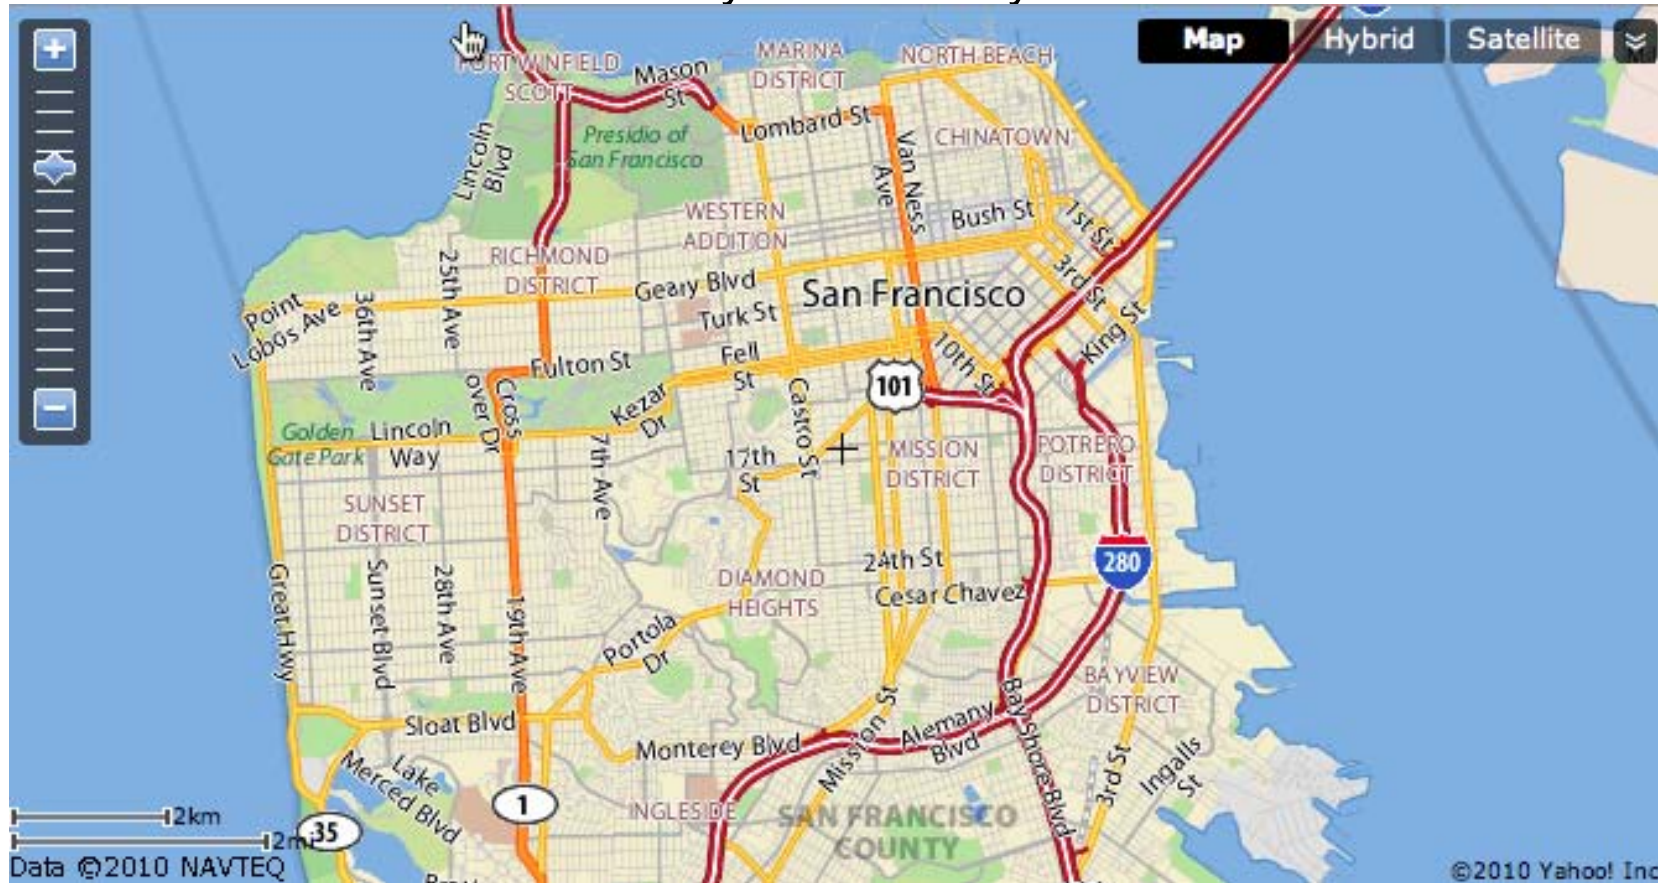 FORT WINFIELD
SCOTT
Mason
St
MARINA
DISTRICT
NORTH BEACH
Map
Hybrid
Satellite
Lincoln
Blvd
Presidio of
San Francisco
Lombard St
Van Ness
Ave
CHINATOWN
WESTERN
ADDITION
Bush St
1st St
RICHMOND
DISTRICT
25th Ave
Geary Blvd
San Francisco
3rd St
Point
Lobos Ave
36th Ave
Turk St
King St
Fulton St
Fell
St
10th St
101
Cross
over Dr
Kezar
Dr
Castro St
Golden
Gate Park
Lincoln
Way
7th Ave
17th
St
MISSION
DISTRICT
POTRERO
DISTRICT
SUNSET
DISTRICT
24th St
280
Great Hwy
Sunset Blvd
28th Ave
19th Ave
DIAMOND
HEIGHTS
Cesar Chavez
Portola
Dr
BAYVIEW
DISTRICT
Sloat Blvd
Monterey Blvd
Mission St
Alemany
Blvd
Bay Shore Blvd
3rd St
Ingalls
St
Lake
Merced Blvd
1
INGLESIDE
SAN FRANCISCO
COUNTY
2km
2mi
35
Data ©2010 NAVTEQ
©2010 Yahoo! Inc